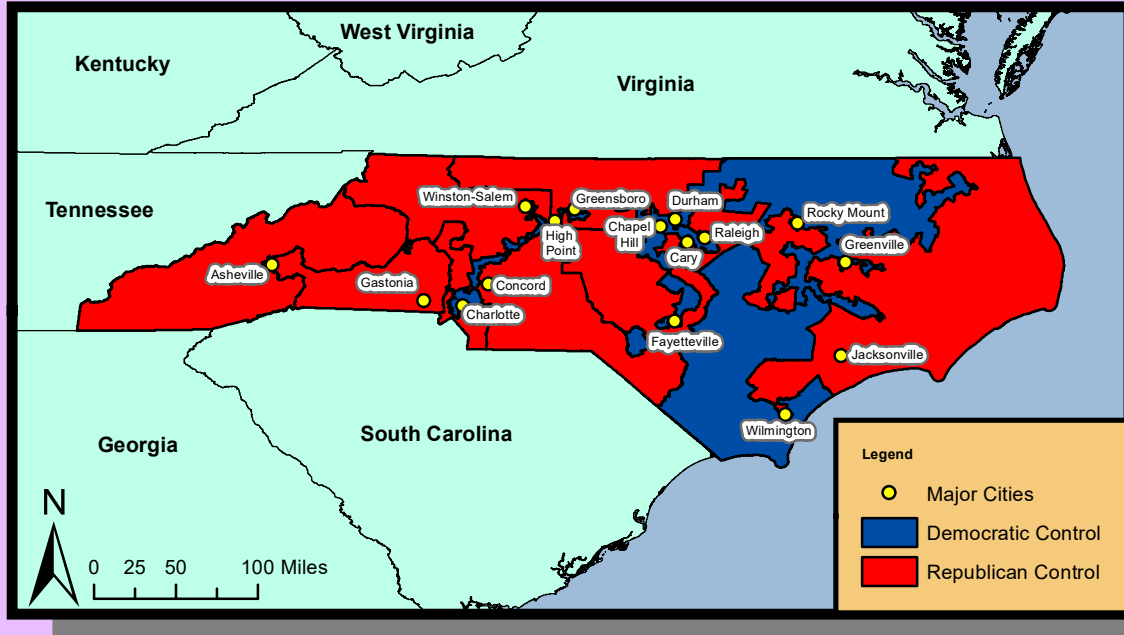 West Virginia
Kentucky
Virginia
Tennessee
Winston-Salem
Greensboro
Durham
Chapel
Hill
Raleigh
Rocky Mount
High
Point
Cary
Greenville
Asheville
Gastonia
Concord
Charlotte
Fayetteville
Jacksonville
Wilmington
Georgia
South Carolina
N
0 25 50 100 Miles
Legend
Major Cities
Democratic Control
Republican Control